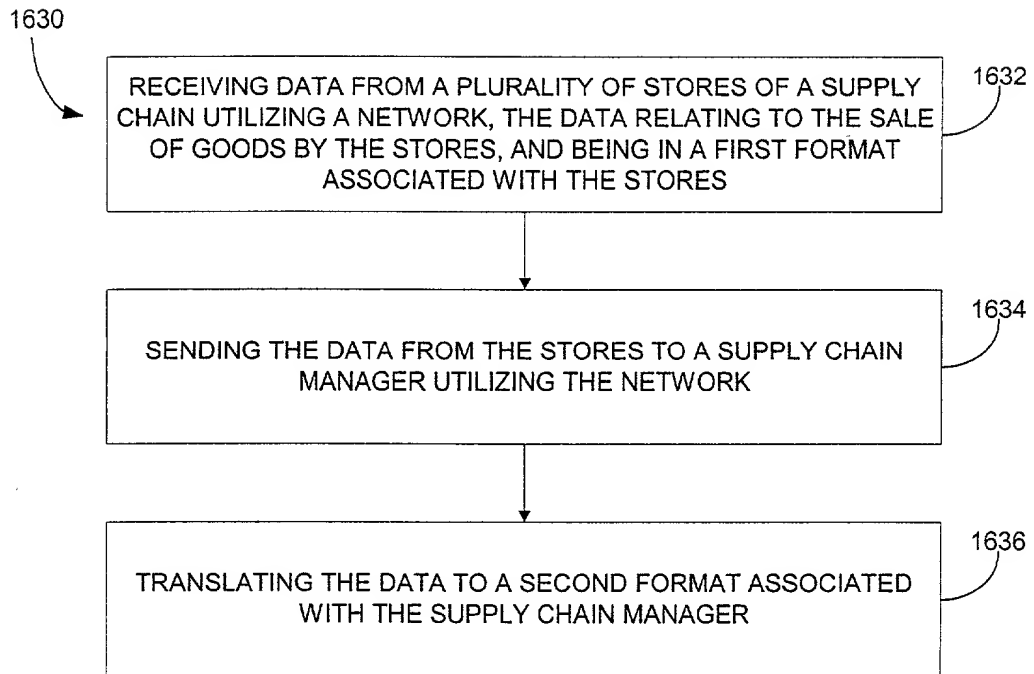 1630
1632
RECEIVING DATA FROM A PLURALITY OF STORES OF A SUPPLY
CHAIN UTILIZING A NETWORK, THE DATA RELATING TO THE SALE
OF GOODS BY THE STORES, AND BEING IN A FIRST FORMAT
ASSOCIATED WITH THE STORES
1634
SENDING THE DATA FROM THE STORES TO A SUPPLY CHAIN
MANAGER UTILIZING THE NETWORK
1636
TRANSLATING THE DATA TO A SECOND FORMAT ASSOCIATED
WITH THE SUPPLY CHAIN MANAGER